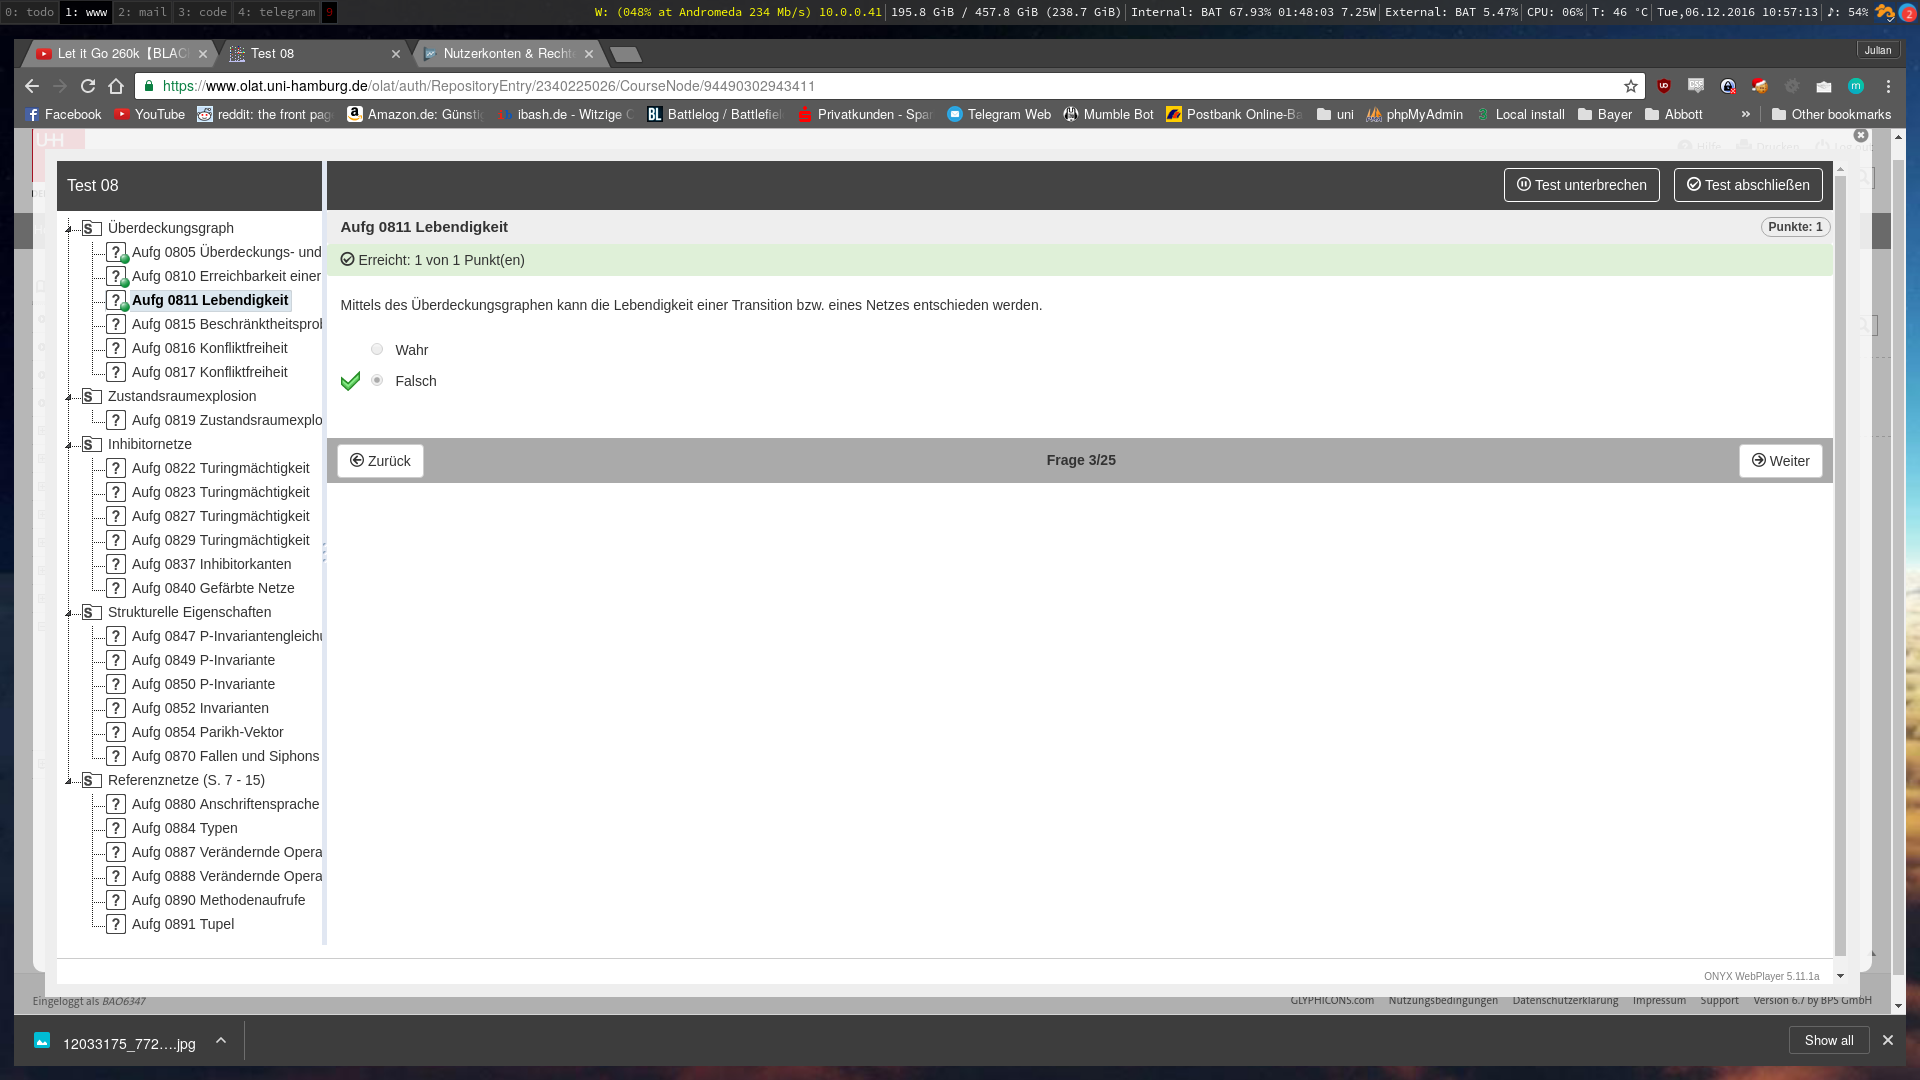 0: todo 1: www 2: mail 3: code 4: telegram 9 W: (048% at Andromeda 234 Mb/s) 10.0.0.41 195.8 GiB / 457.8 GiB (238.7 GiB) Internal: BAT 67.93% 01:48:03 7.25W External: BAT 5.47% CPU: 06% T: 46 °C Tue,06.12.2016 10:57:13 ♪: 54% 2
Let it Go 260k【BLAC Test 08 Nutzerkonten & Recht Julian
https://www.olat.uni-hamburg.de/olat/auth/RepositoryEntry/2340225026/CourseNode/94490302943411
Facebook YouTube reddit: the front pag Amazon.de: Günsti ibash.de - Witzige Battlelog / Battlefiel Privatkunden - Spar Telegram Web Mumble Bot Postbank Online-Ba uni phpMyAdmin Local install Bayer Abbott » Other bookmarks
Hilfe Drucken
Test 08 Test unterbrechen Test abschließen
Überdeckungsgraph
Aufg 0805 Überdeckungs- und
Aufg 0810 Erreichbarkeit einer
Aufg 0811 Lebendigkeit
Aufg 0815 Beschränktheitsprob
Aufg 0816 Konfliktfreiheit
Aufg 0817 Konfliktfreiheit
Zustandsraumexplosion
Aufg 0819 Zustandsraumexplo
Inhibitornetze
Aufg 0822 Turingmächtigkeit
Aufg 0823 Turingmächtigkeit
Aufg 0827 Turingmächtigkeit
Aufg 0829 Turingmächtigkeit
Aufg 0837 Inhibitorkanten
Aufg 0840 Gefärbte Netze
Strukturelle Eigenschaften
Aufg 0847 P-Invariantengleichu
Aufg 0849 P-Invariante
Aufg 0850 P-Invariante
Aufg 0852 Invarianten
Aufg 0854 Parikh-Vektor
Aufg 0870 Fallen und Siphons
Referenznetze (S. 7 - 15)
Aufg 0880 Anschriftensprache
Aufg 0884 Typen
Aufg 0887 Verändernde Opera
Aufg 0888 Verändernde Opera
Aufg 0890 Methodenaufrufe
Aufg 0891 Tupel
Aufg 0811 Lebendigkeit Punkte: 1
Erreicht: 1 von 1 Punkt(en)
Mittels des Überdeckungsgraphen kann die Lebendigkeit einer Transition bzw. eines Netzes entschieden werden.
Wahr
Falsch
Zurück Frage 3/25 Weiter
ONYX WebPlayer 5.11.1a
Eingeloggt als BAO6347 GLYPHICONS.com Nutzungsbedingungen Datenschutzerklärung Impressum Support Version 6.7 by BPS GmbH
12033175_772....jpg Show all